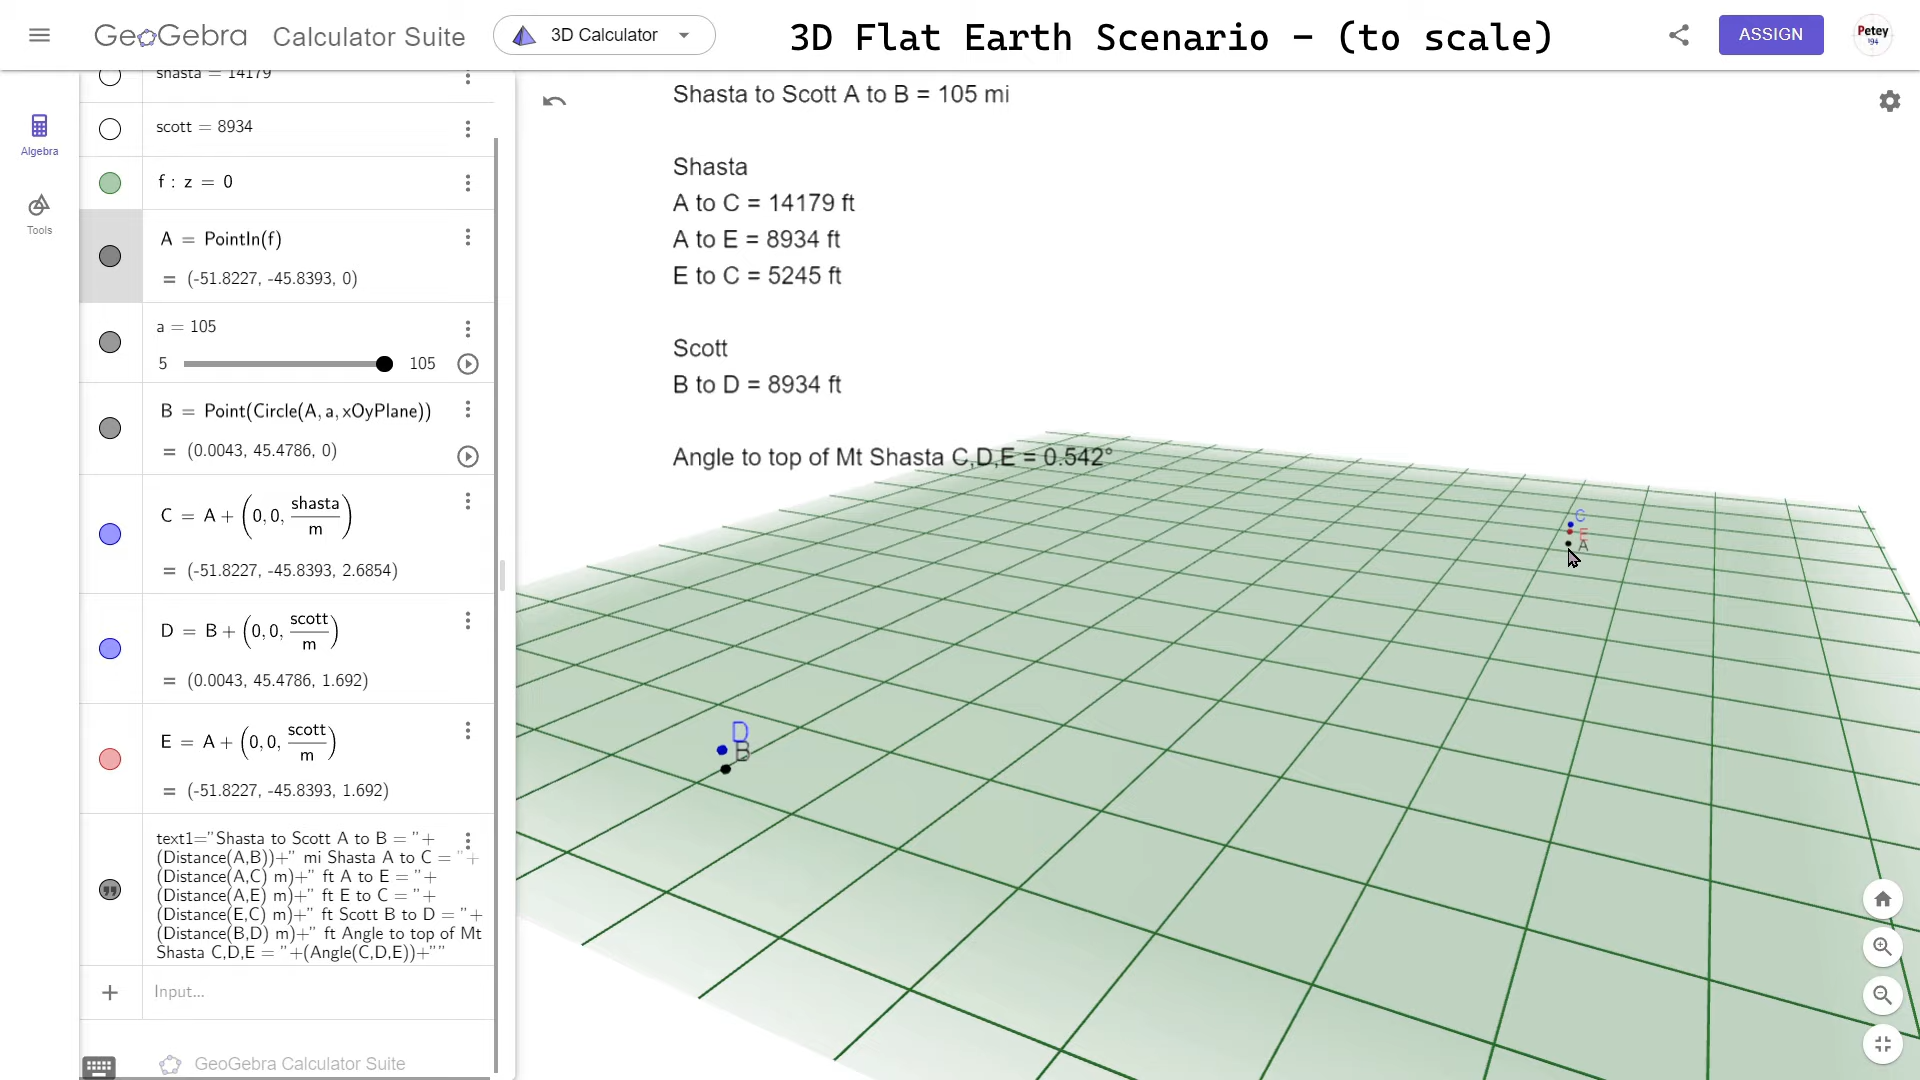 GeoGebra Calculator Suite
3D Calculator
3D Flat Earth Scenario - (to scale)
ASSIGN
Petey
'94
Algebra
Tools
shasta = 14179
scott = 8934
f : z = 0
A = PointIn(f)
= (-51.8227, -45.8393, 0)
a = 105
5
105
B = Point(Circle(A, a, xOyPlane))
= (0.0043, 45.4786, 0)
C = A + (0, 0, shasta/m)
= (-51.8227, -45.8393, 2.6854)
D = B + (0, 0, scott/m)
= (0.0043, 45.4786, 1.692)
E = A + (0, 0, scott/m)
= (-51.8227, -45.8393, 1.692)
text1="Shasta to Scott A to B = "+
(Distance(A,B))+" mi Shasta A to C = "+
(Distance(A,C) m)+" ft A to E = "+
(Distance(A,E) m)+" ft E to C = "+
(Distance(E,C) m)+" ft Scott B to D = "+
(Distance(B,D) m)+" ft Angle to top of Mt
Shasta C,D,E = "+(Angle(C,D,E))+""
Input...
GeoGebra Calculator Suite
Shasta to Scott A to B = 105 mi
Shasta
A to C = 14179 ft
A to E = 8934 ft
E to C = 5245 ft
Scott
B to D = 8934 ft
Angle to top of Mt Shasta C,D,E = 0.542°
C
E
A
D
B